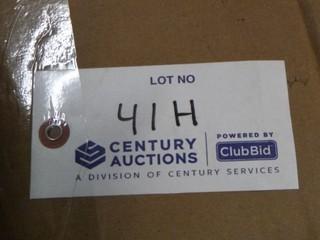 LOT NO
41H
CENTURY AUCTIONS
POWERED BY
ClubBid
A DIVISION OF CENTURY SERVICES